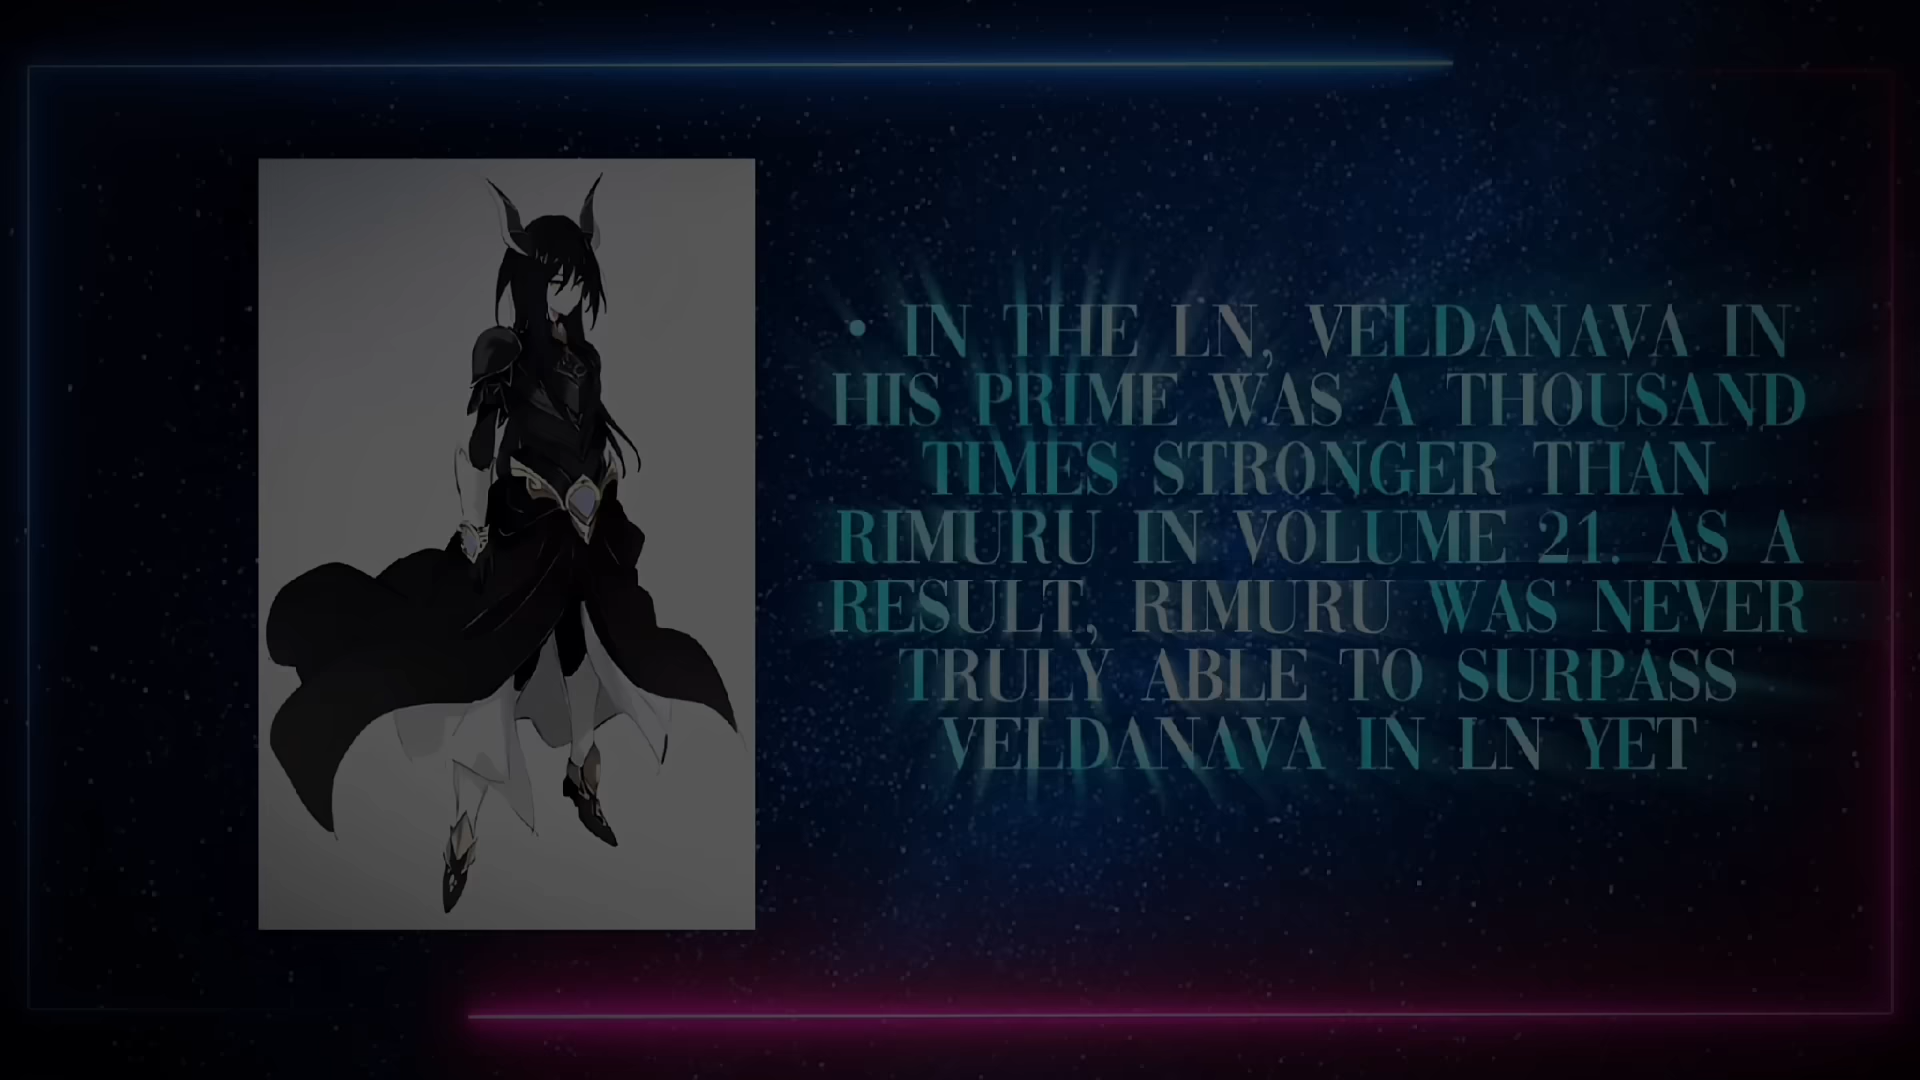 • IN THE LN, VELDANAVA IN
HIS PRIME WAS A THOUSAND
TIMES STRONGER THAN
RIMURU IN VOLUME 21. AS A
RESULT, RIMURU WAS NEVER
TRULY ABLE TO SURPASS
VELDANAVA IN LN YET